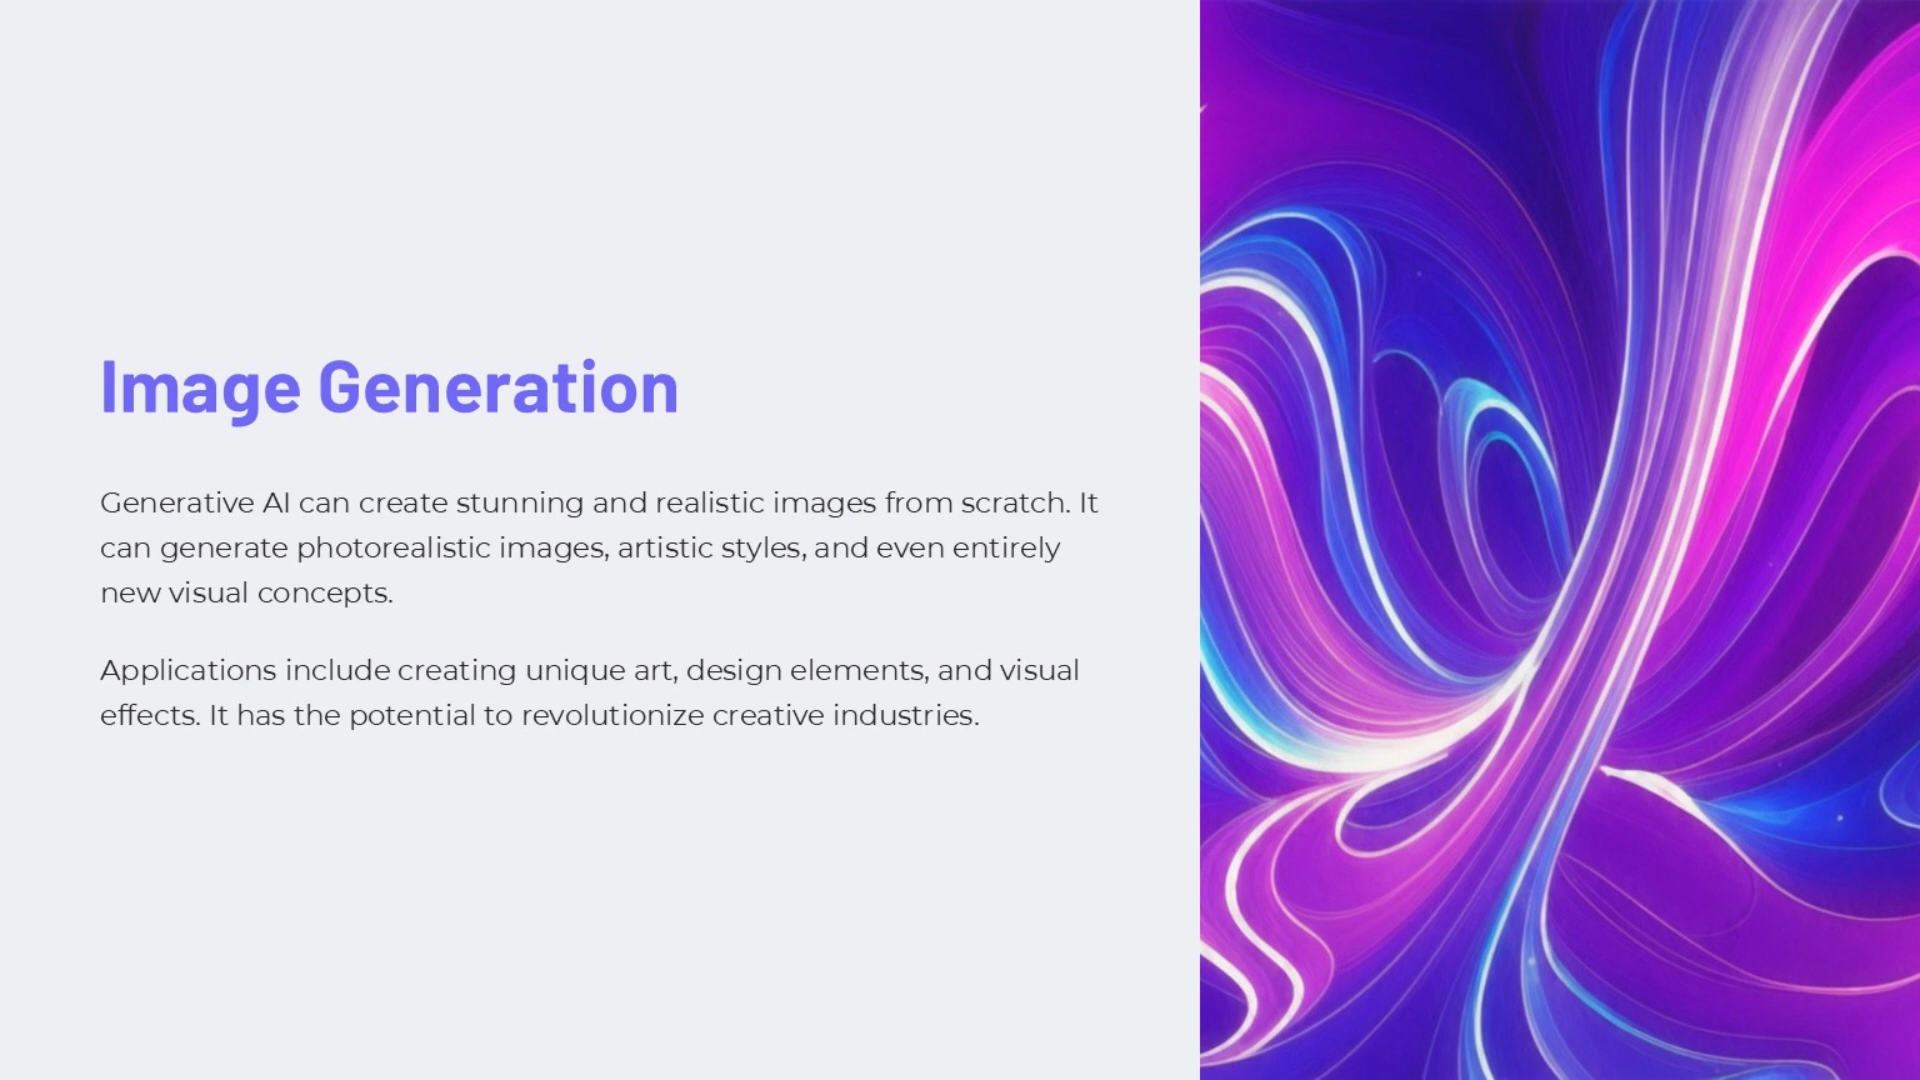 Image Generation
Generative AI can create stunning and realistic images from scratch. It
can generate photorealistic images, artistic styles, and even entirely
new visual concepts.
Applications include creating unique art, design elements, and visual
effects. It has the potential to revolutionize creative industries.